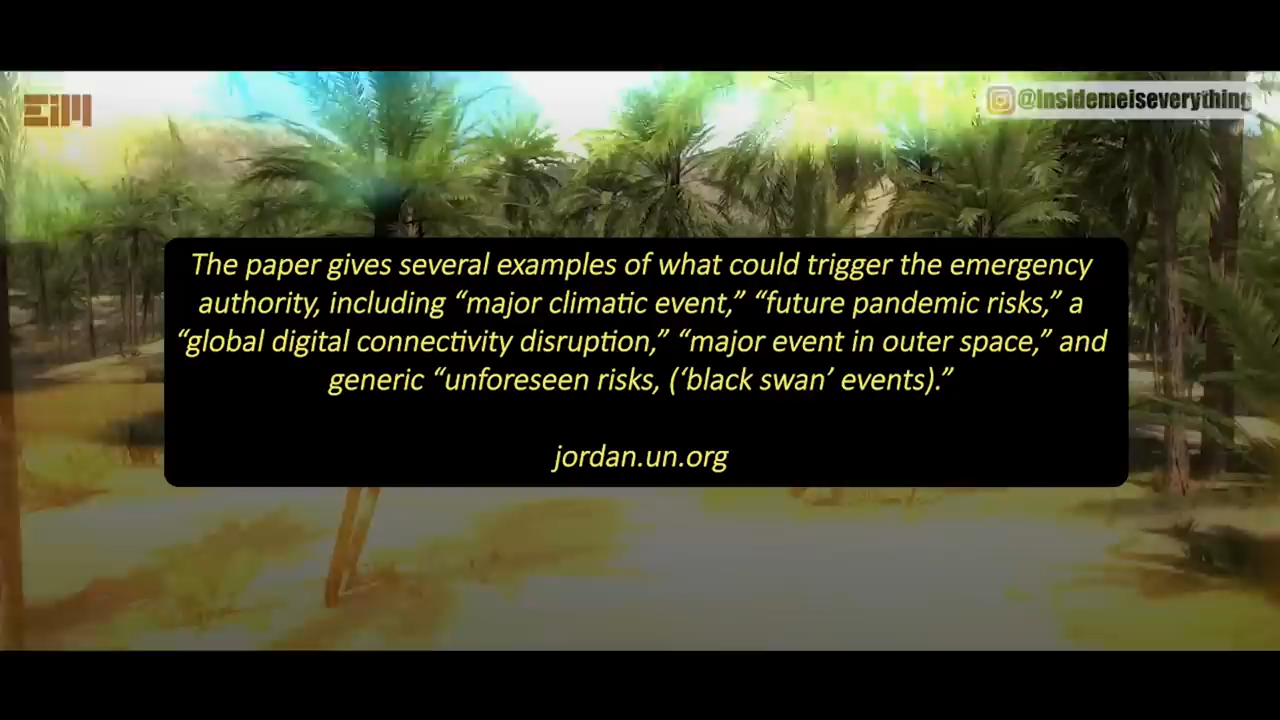 EiM
@Insidemeiseverything
The paper gives several examples of what could trigger the emergency
authority, including “major climatic event,” “future pandemic risks,” a
“global digital connectivity disruption,” “major event in outer space,” and
generic “unforeseen risks, (‘black swan’ events).”
jordan.un.org